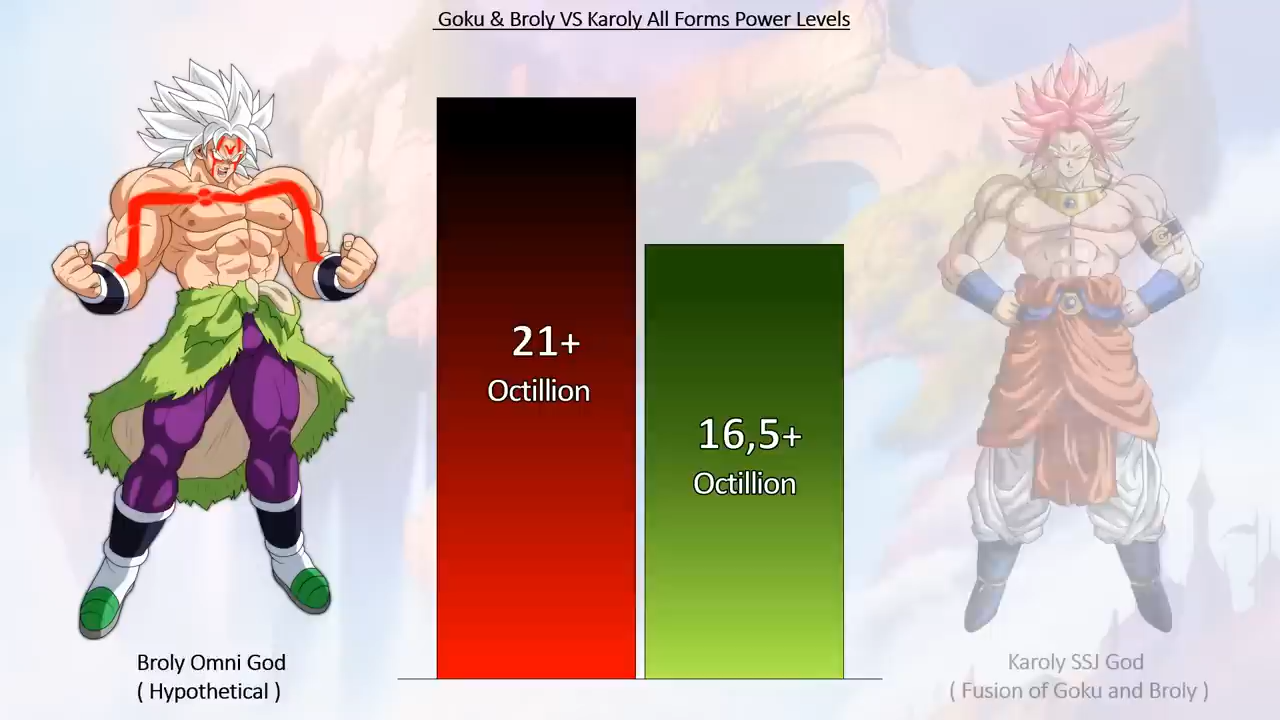 Goku & Broly VS Karoly All Forms Power Levels
21+
Octillion
16,5+
Octillion
Broly Omni God
( Hypothetical )
Karoly SSJ God
( Fusion of Goku and Broly )